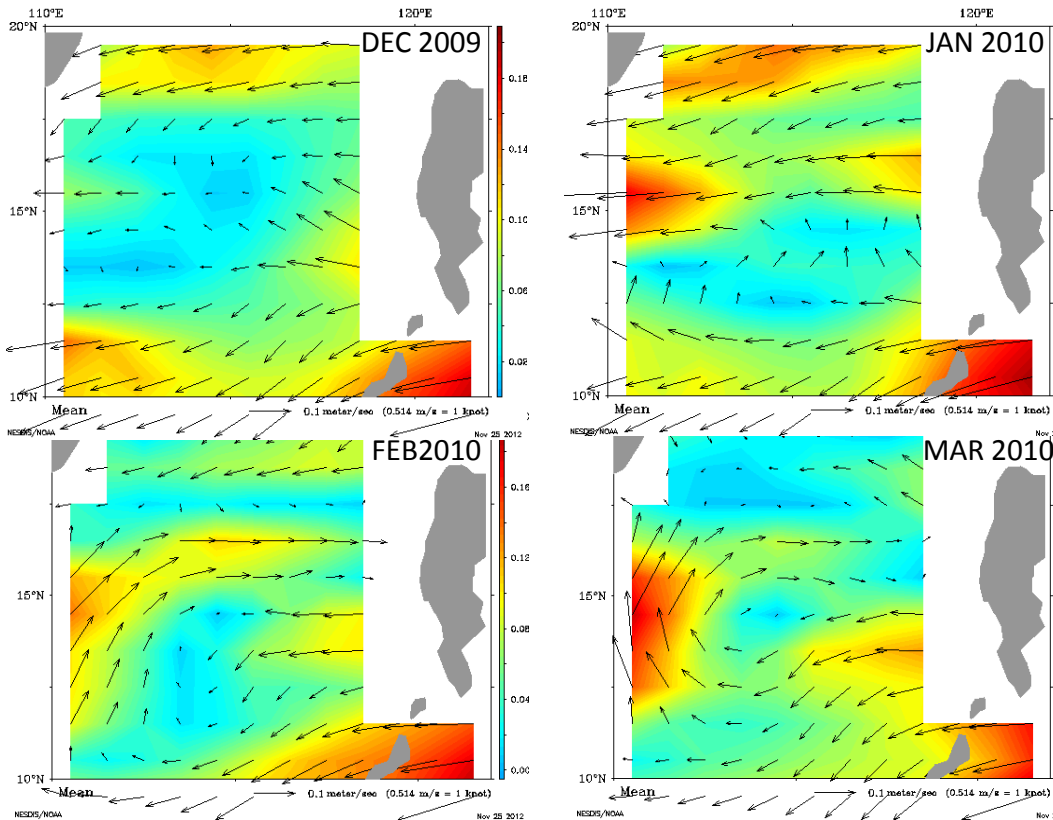 110°E 120°E
20°N DEC 2009 0.18
0.14
15°N 0.10
0.06
0.02
10°N
Mean 0.1 meter/sec (0.514 m/s = 1 knot)
NESDIS/NOAA Nov 25 2012
110°E 120°E
20°N JAN 2010
15°N
10°N
Mean 0.1 meter/sec (0.514 m/s = 1 knot)
NESDIS/NOAA Nov
FEB2010 0.16
0.12
15°N 0.08
0.04
10°N 0.00
Mean 0.1 meter/sec (0.514 m/s = 1 knot)
NESDIS/NOAA Nov 25 2012
MAR 2010
15°N
10°N
Mean 0.1 meter/sec (0.514 m/s = 1 knot)
NESDIS/NOAA Nov